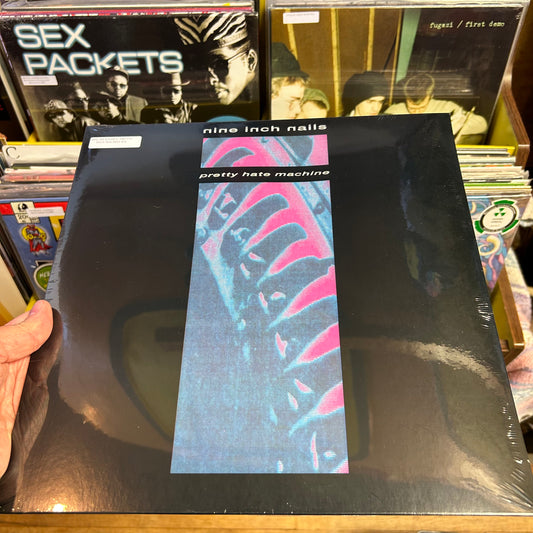 SEX
PACKETS
fugazi / first demo
nine inch nails
pretty hate machine